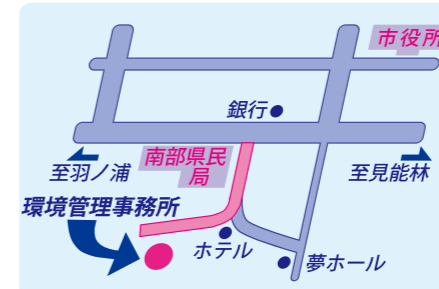 市役所
銀行
南部県民
局
至羽ノ浦
至見能林
環境管理事務所
ホテル
夢ホール